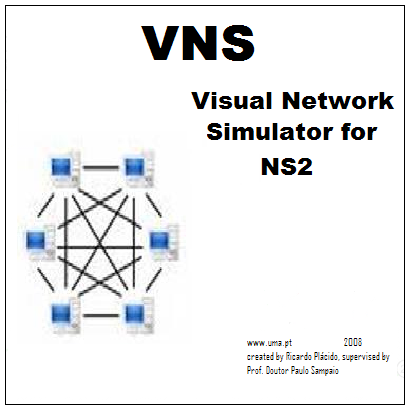 VNS
Visual Network
Simulator for
NS2
www.uma.pt 2008
created by Ricardo Plácido, supervised by
Prof. Doutor Paulo Sampaio